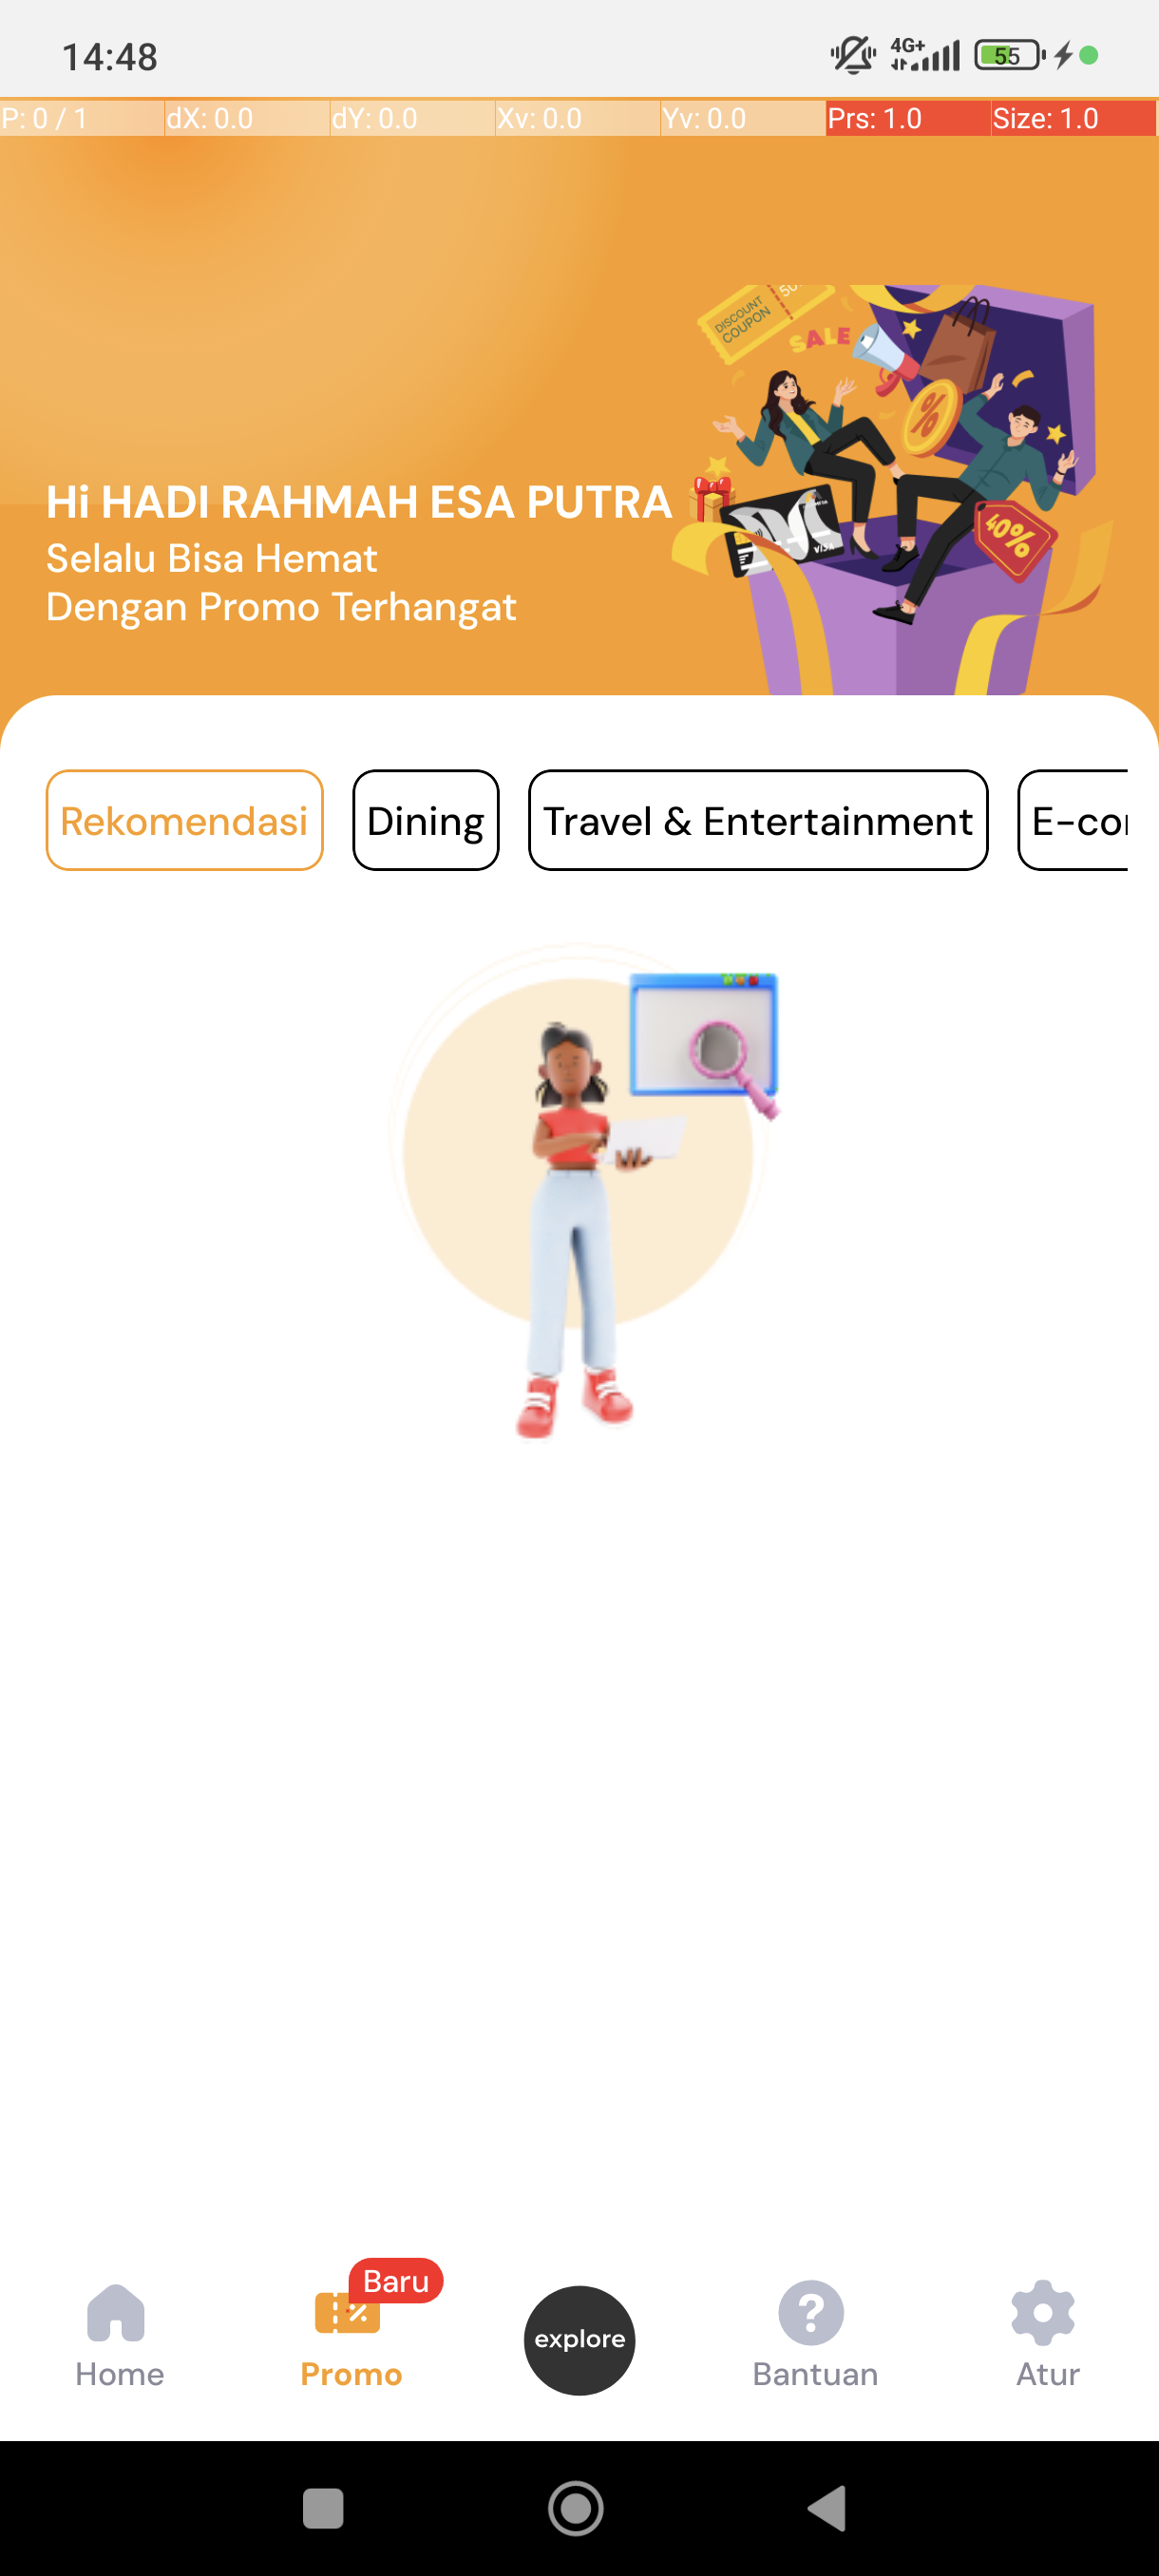 14:48
4G+
55
P: 0 / 1
dX: 0.0
dY: 0.0
Xv: 0.0
Yv: 0.0
Prs: 1.0
Size: 1.0
DISCOUNT
COUPON
SALE
%
VISA
40%
Hi HADI RAHMAH ESA PUTRA
Selalu Bisa Hemat
Dengan Promo Terhangat
Rekomendasi
Dining
Travel & Entertainment
E-co
Baru
Home
Promo
explore
Bantuan
Atur